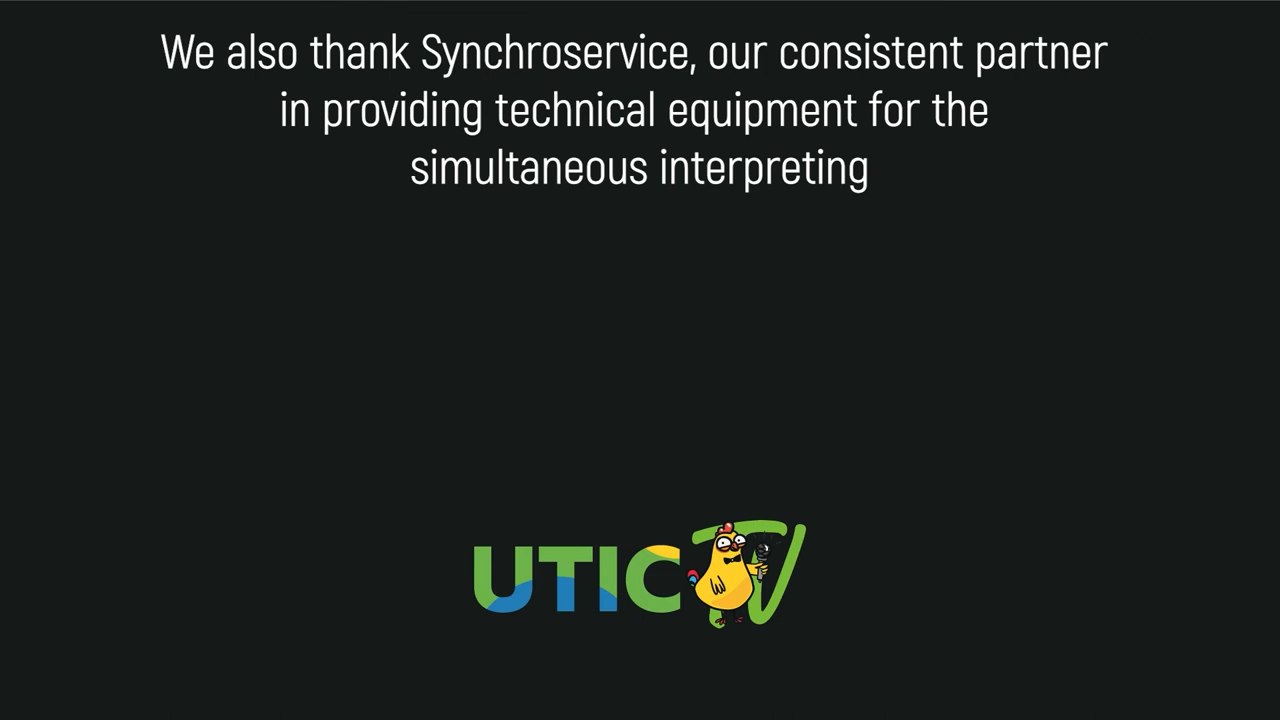 We also thank Synchroservice, our consistent partner
in providing technical equipment for the
simultaneous interpreting
UTIC TV